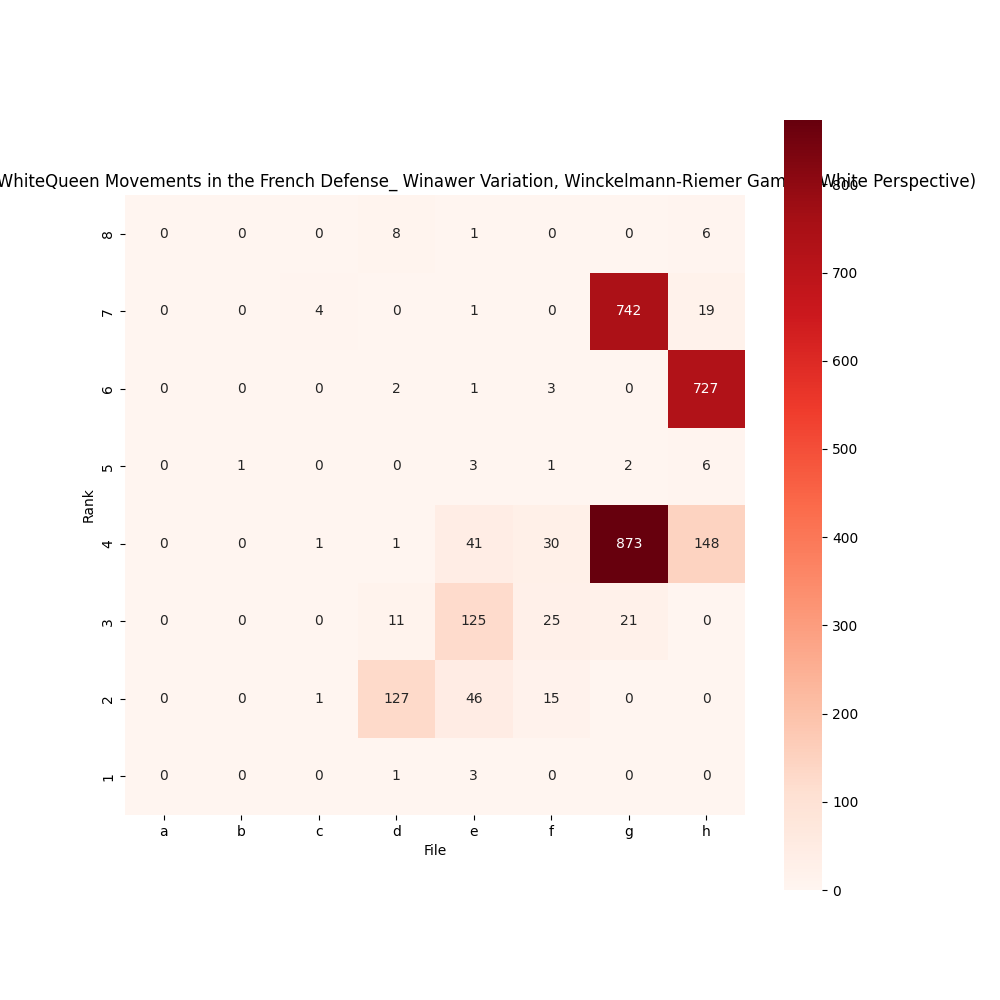 WhiteQueen Movements in the French Defense_ Winawer Variation, Winckelmann-Riemer Gam White Perspective)
8 0 0 0 8 1 0 0 6
7 0 0 4 0 1 0 742 19
6 0 0 0 2 1 3 0 727
5 0 1 0 0 3 1 2 6
Rank
4 0 0 1 1 41 30 873 148
3 0 0 0 11 125 25 21 0
2 0 0 1 127 46 15 0 0
1 0 0 0 1 3 0 0 0
a b c d e f g h
File
800
700
600
500
400
300
200
100
0